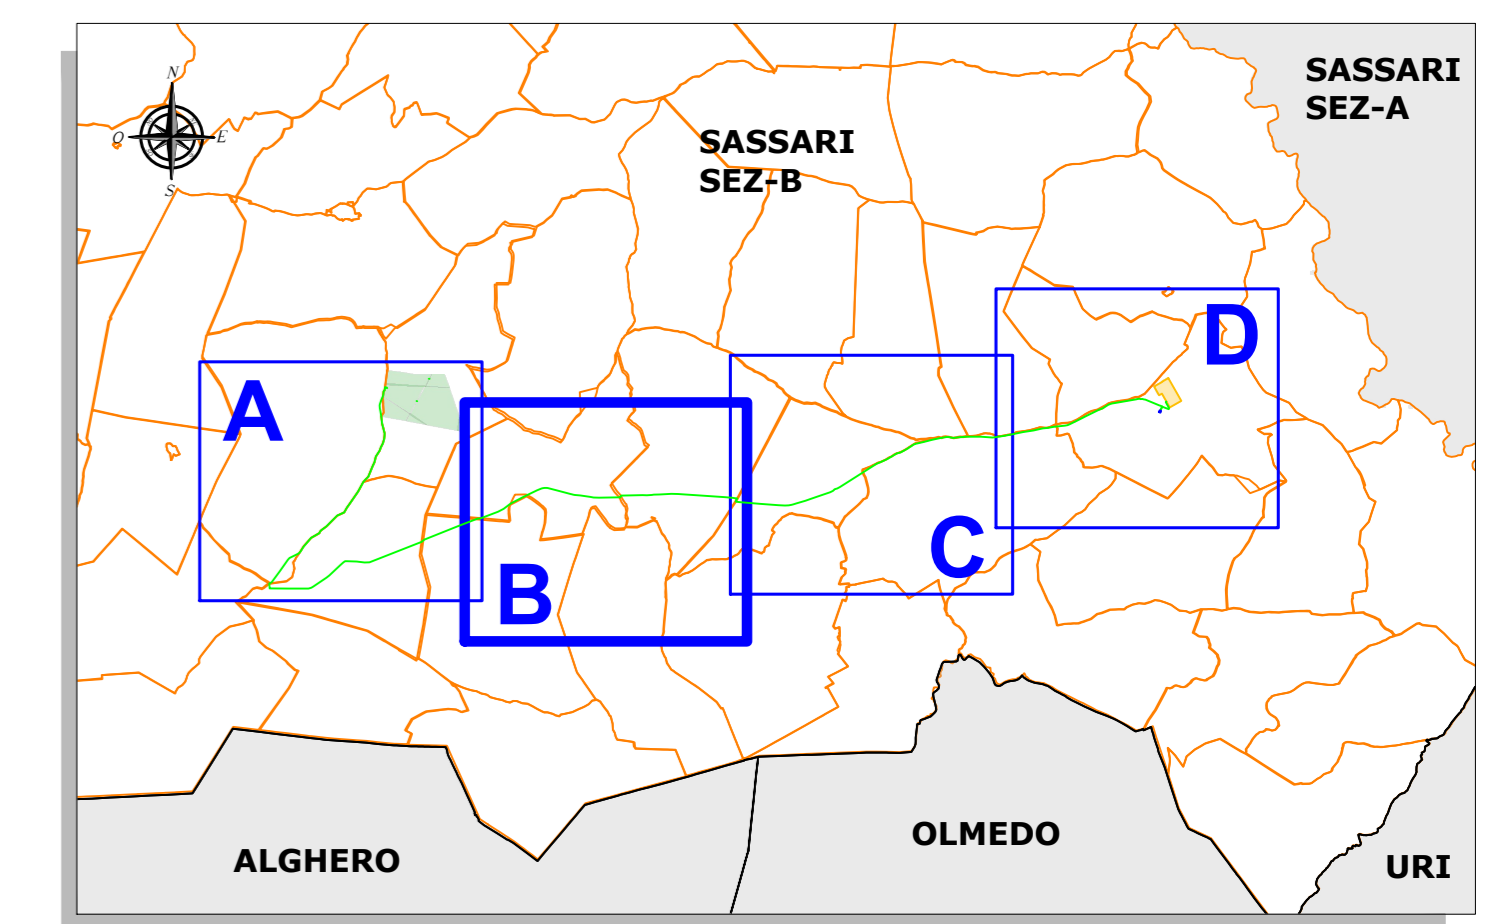 N
O E
S
SASSARI
SEZ-A
SASSARI
SEZ-B
D
A
C
B
OLMEDO
ALGHERO
URI